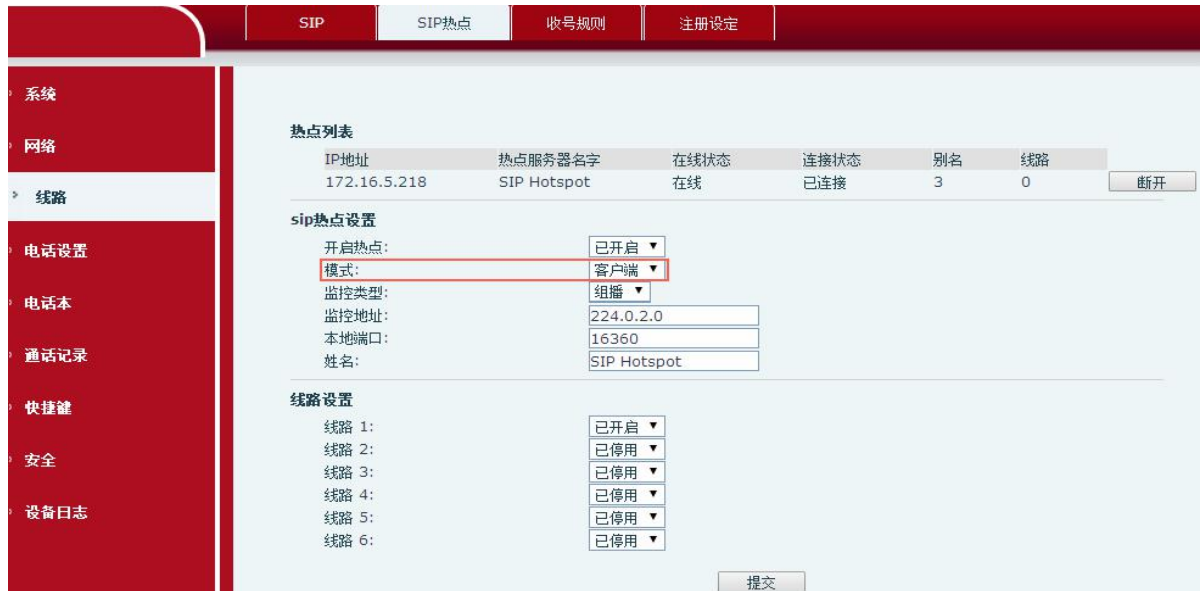 SIP SIP热点 收号规则 注册设定
系统
网络
线路
电话设置
电话本
通话记录
快捷键
安全
设备日志
热点列表
IP地址 热点服务器名字 在线状态 连接状态 别名 线路
172.16.5.218 SIP Hotspot 在线 已连接 3 0 断开
sip热点设置
开启热点: 已开启
模式: 客户端
监控类型: 组播
监控地址: 224.0.2.0
本地端口: 16360
姓名: SIP Hotspot
线路设置
线路 1: 已开启
线路 2: 已停用
线路 3: 已停用
线路 4: 已停用
线路 5: 已停用
线路 6: 已停用
提交